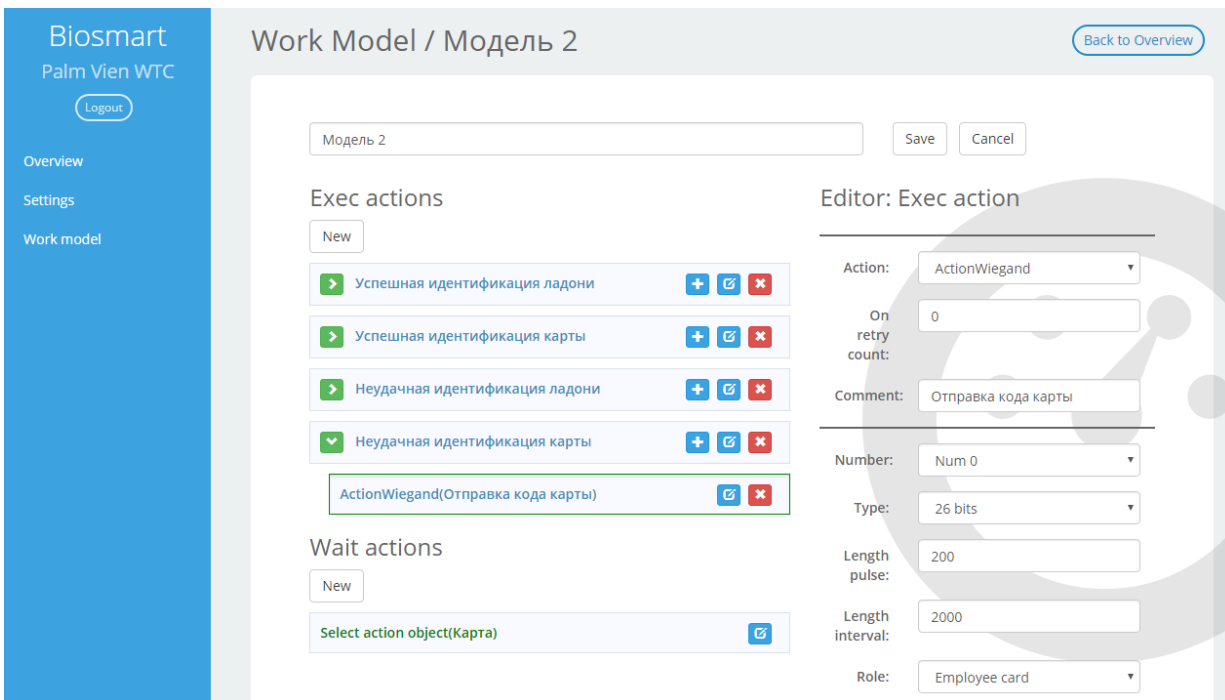 Biosmart
Palm Vien WTC
Logout
Overview
Settings
Work model
Work Model / Модель 2
Back to Overview
Модель 2
Save
Cancel
Exec actions
New
Успешная идентификация ладони
Успешная идентификация карты
Неудачная идентификация ладони
Неудачная идентификация карты
ActionWiegand(Отправка кода карты)
Wait actions
New
Select action object(Карта)
Editor: Exec action
Action:
ActionWiegand
On
retry
count:
0
Comment:
Отправка кода карты
Number:
Num 0
Type:
26 bits
Length
pulse:
200
Length
interval:
2000
Role:
Employee card